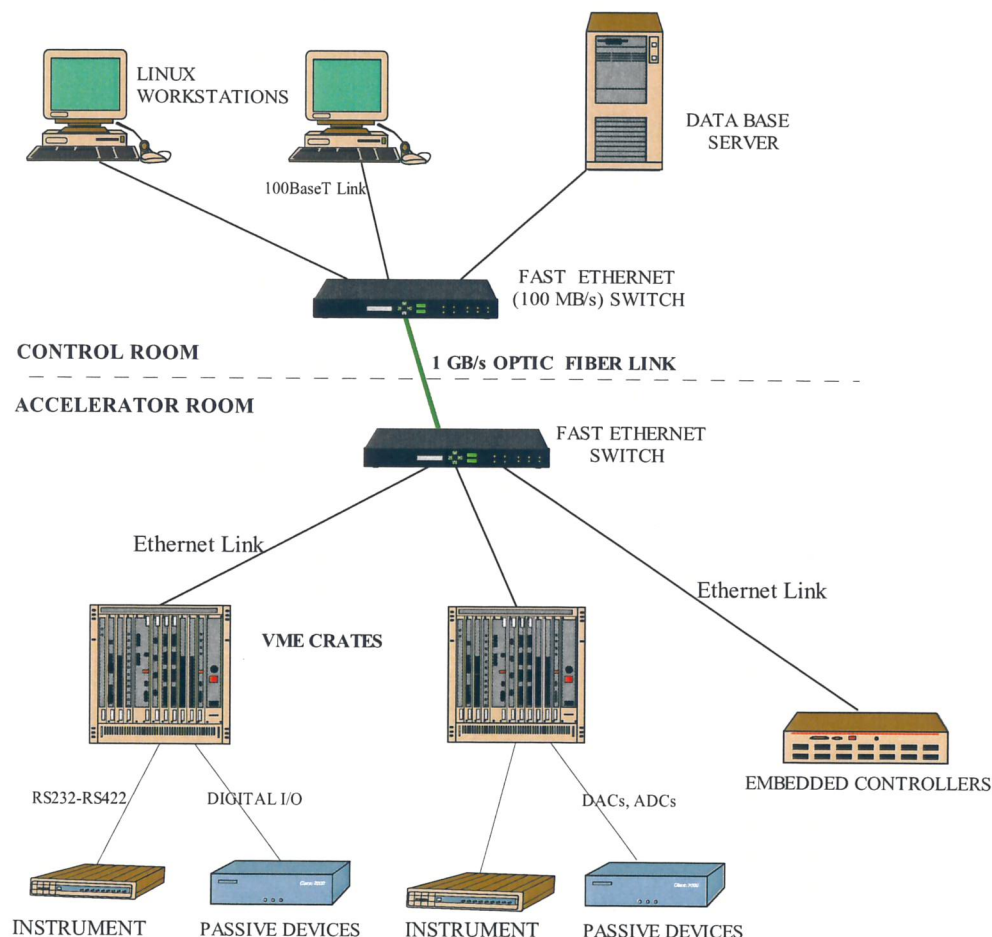 LINUX
WORKSTATIONS
DATA BASE
SERVER
100BaseT Link
FAST ETHERNET
(100 MB/s) SWITCH
CONTROL ROOM
1 GB/s OPTIC FIBER LINK
ACCELERATOR ROOM
FAST ETHERNET
SWITCH
Ethernet Link
Ethernet Link
VME CRATES
EMBEDDED CONTROLLERS
RS232-RS422
DIGITAL I/O
DACs, ADCs
INSTRUMENT
PASSIVE DEVICES
INSTRUMENT
PASSIVE DEVICES